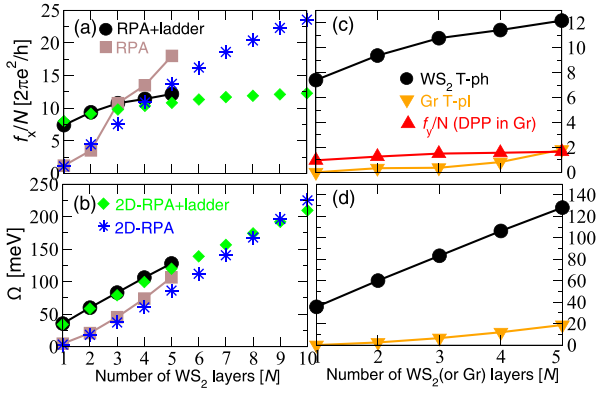 (a)
RPA+ladder
RPA
f_x/N [2πe²/h]
25
20
15
10
5
0
(c)
WS₂ T-ph
Gr T-pl
f_y/N (DPP in Gr)
12
10
8
6
4
2
0
(b)
2D-RPA+ladder
2D-RPA
Ω [meV]
250
200
150
100
50
0
1 2 3 4 5 6 7 8 9 10
Number of WS₂ layers [N]
(d)
140
120
100
80
60
40
20
0
1 2 3 4 5
Number of WS₂(or Gr) layers [N]